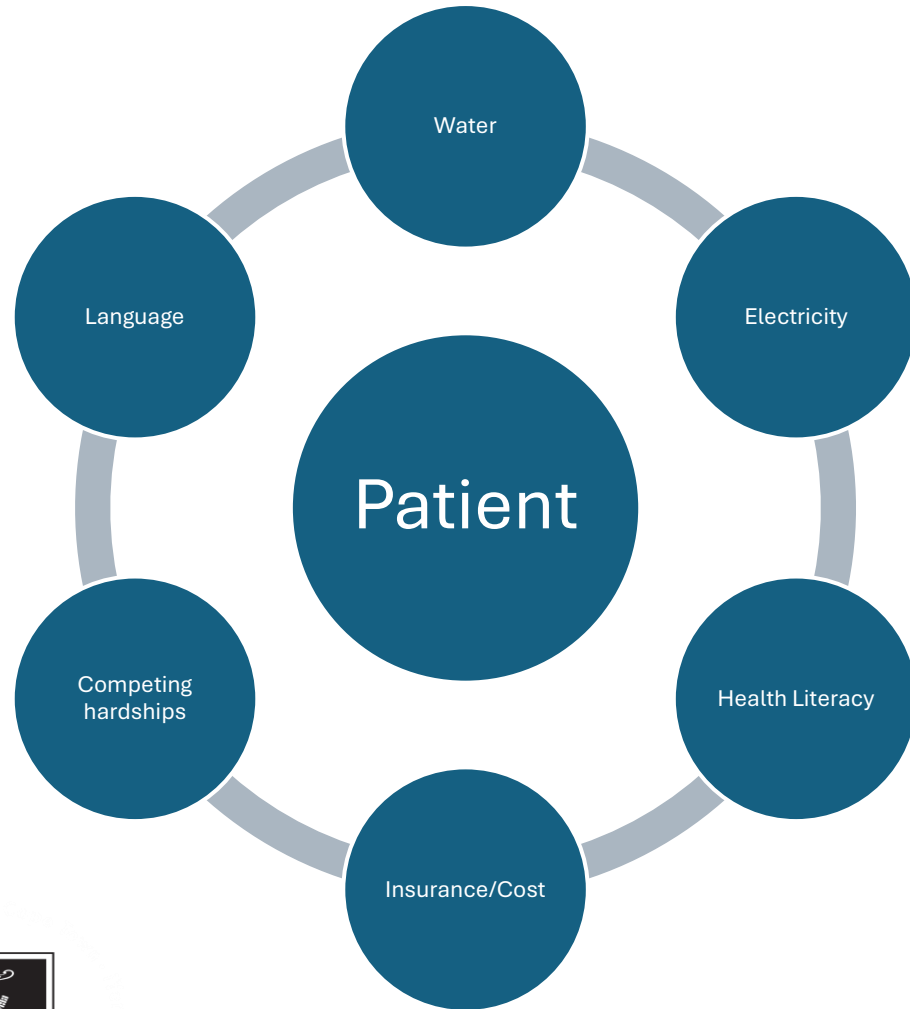 Water
Electricity
Health Literacy
Insurance/Cost
Competing
hardships
Language
Patient